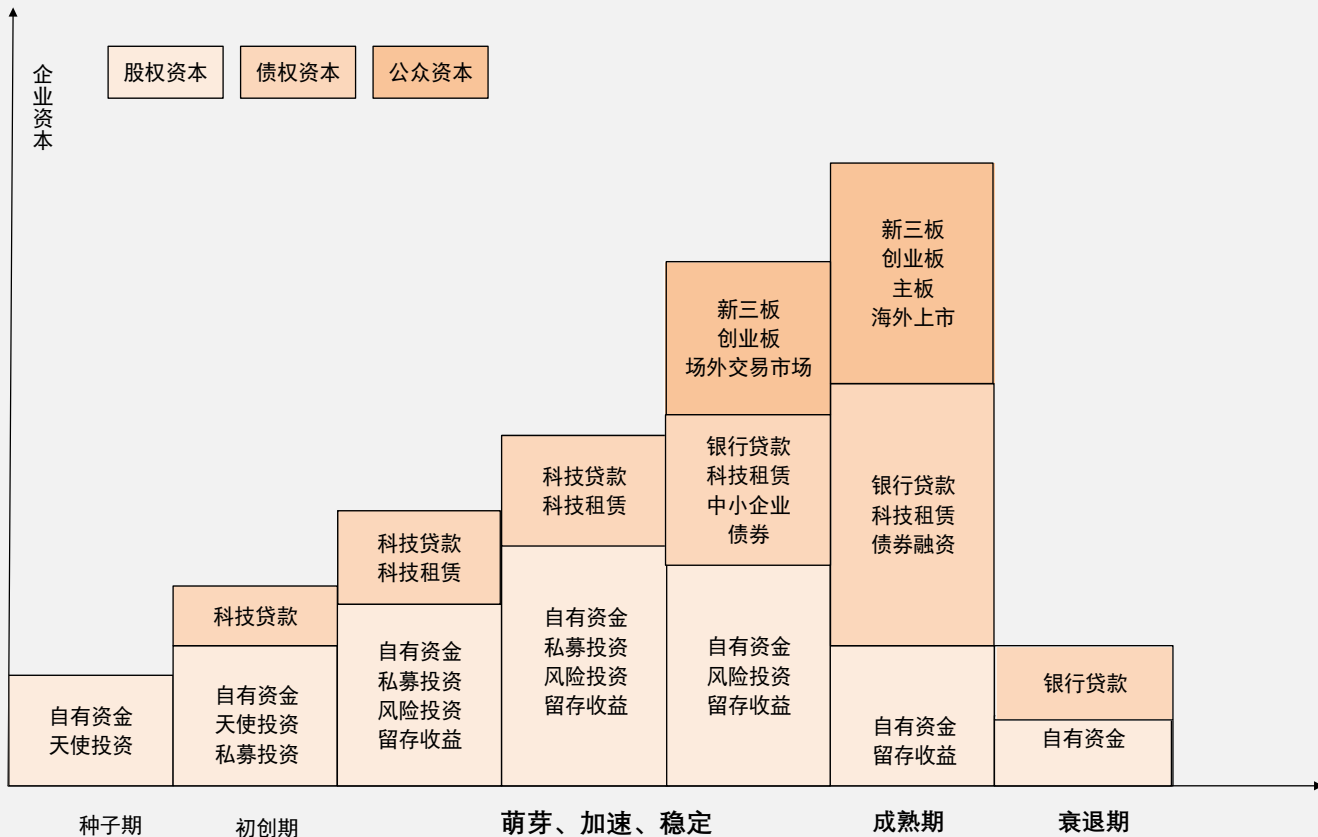 企业资本
股权资本
债权资本
公众资本
自有资金
天使投资
科技贷款
自有资金
天使投资
私募投资
科技贷款
科技租赁
自有资金
私募投资
风险投资
留存收益
科技贷款
科技租赁
自有资金
私募投资
风险投资
留存收益
新三板
创业板
场外交易市场
银行贷款
科技租赁
中小企业
债券
自有资金
风险投资
留存收益
新三板
创业板
主板
海外上市
银行贷款
科技租赁
债券融资
自有资金
留存收益
银行贷款
自有资金
种子期
初创期
萌芽、加速、稳定
成熟期
衰退期